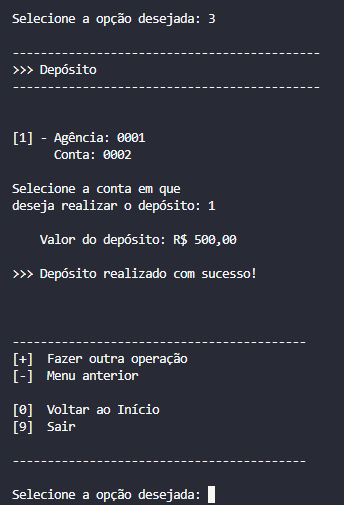 Selecione a opção desejada: 3
--------------------------------------------
>>> Depósito
--------------------------------------------
[1] - Agência: 0001
Conta: 0002
Selecione a conta em que
deseja realizar o depósito: 1
Valor do depósito: R$ 500,00
>>> Depósito realizado com sucesso!
------------------------------------------
[+] Fazer outra operação
[-] Menu anterior
[0] Voltar ao Início
[9] Sair
------------------------------------------
Selecione a opção desejada: